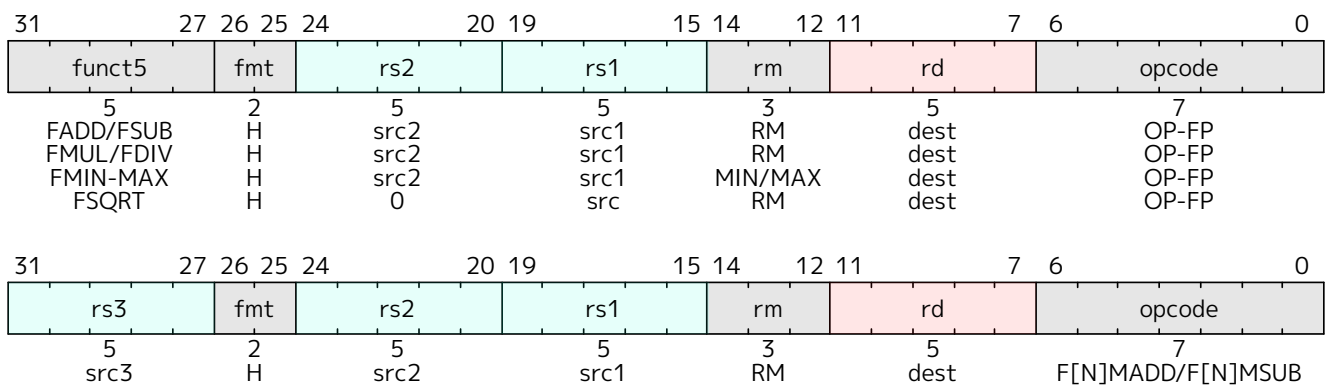 31 27 26 25 24 20 19 15 14 12 11 7 6 0
funct5 fmt rs2 rs1 rm rd opcode
5 2 5 5 3 5 7
FADD/FSUB H src2 src1 RM dest OP-FP
FMUL/FDIV H src2 src1 RM dest OP-FP
FMIN-MAX H src2 src1 MIN/MAX dest OP-FP
FSQRT H 0 src RM dest OP-FP
31 27 26 25 24 20 19 15 14 12 11 7 6 0
rs3 fmt rs2 rs1 rm rd opcode
5 2 5 5 3 5 7
src3 H src2 src1 RM dest F[N]MADD/F[N]MSUB